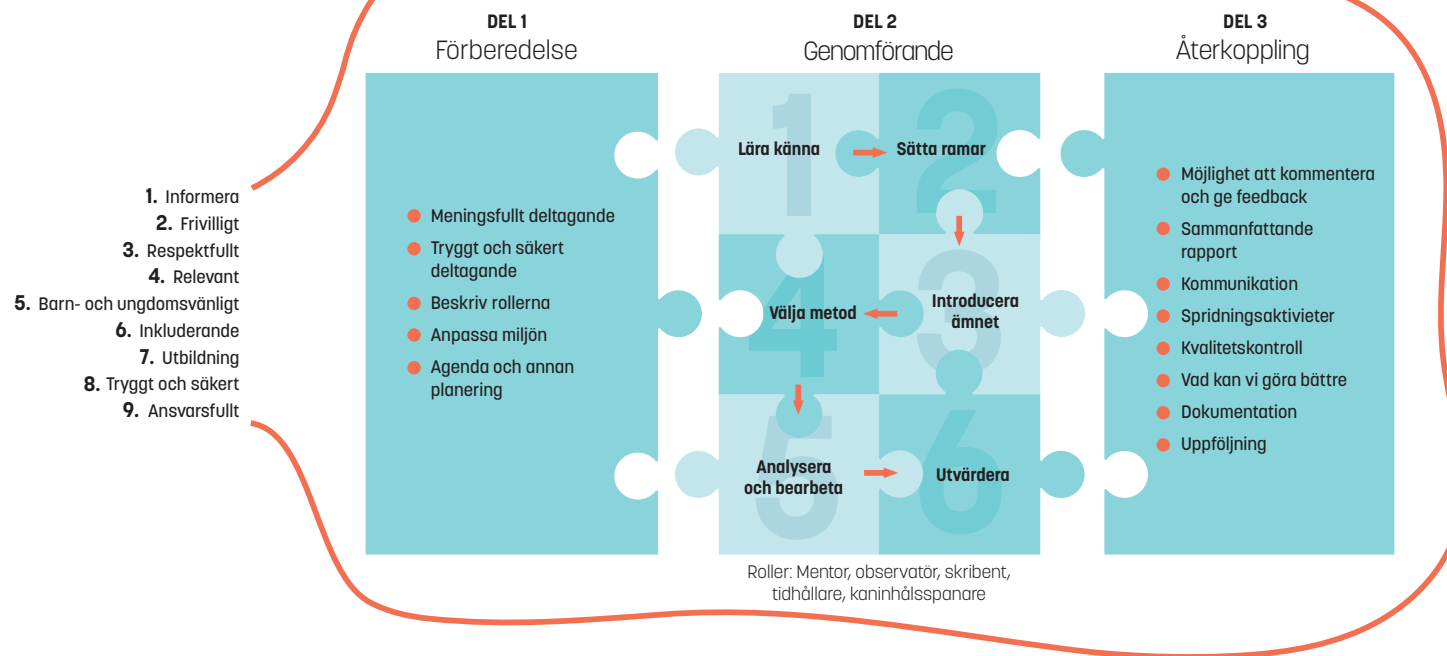 1. Informera
2. Frivilligt
3. Respektfullt
4. Relevant
5. Barn- och ungdomsvänligt
6. Inkluderande
7. Utbildning
8. Tryggt och säkert
9. Ansvarsfullt
DEL 1
Förberedelse
Meningsfullt deltagande
Tryggt och säkert
deltagande
Beskriv rollerna
Anpassa miljön
Agenda och annan
planering
DEL 2
Genomförande
1
Lära känna
2
Sätta ramar
3
Introducera
ämnet
4
Välja metod
5
Analysera
och bearbeta
6
Utvärdera
Roller: Mentor, observatör, skribent,
tidhållare, kaninhålsspanare
DEL 3
Återkoppling
Möjlighet att kommentera
och ge feedback
Sammanfattande
rapport
Kommunikation
Spridningsaktivieter
Kvalitetskontroll
Vad kan vi göra bättre
Dokumentation
Uppföljning